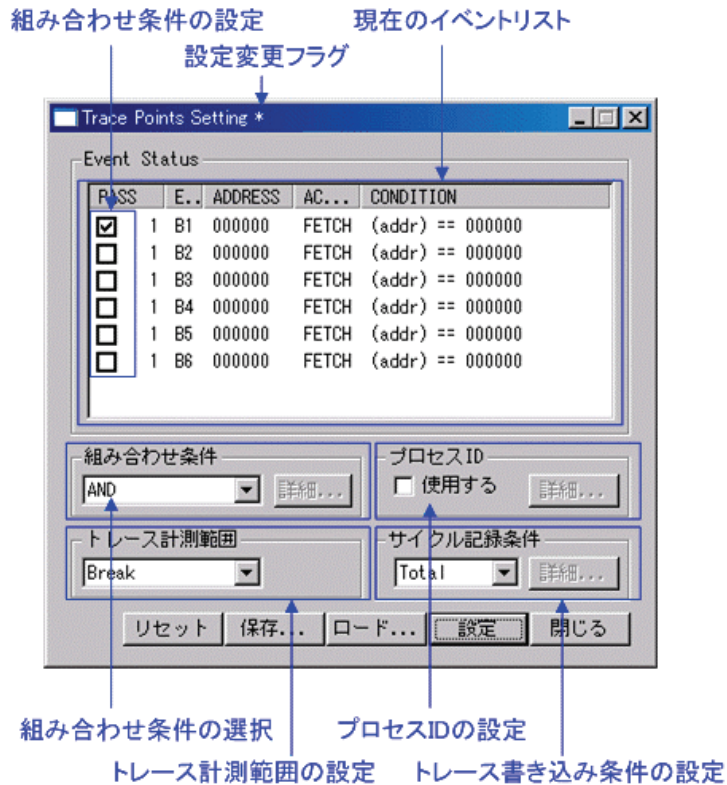 組み合わせ条件の設定 現在のイベントリスト
設定変更フラグ
Trace Points Setting *
Event Status
PASS E.. ADDRESS AC... CONDITION
1 B1 000000 FETCH (addr) == 000000
1 B2 000000 FETCH (addr) == 000000
1 B3 000000 FETCH (addr) == 000000
1 B4 000000 FETCH (addr) == 000000
1 B5 000000 FETCH (addr) == 000000
1 B6 000000 FETCH (addr) == 000000
組み合わせ条件 プロセスID
AND 詳細... 使用する 詳細...
トレース計測範囲 サイクル記録条件
Break Total 詳細...
リセット 保存... ロード... 設定 閉じる
組み合わせ条件の選択 プロセスIDの設定
トレース計測範囲の設定 トレース書き込み条件の設定